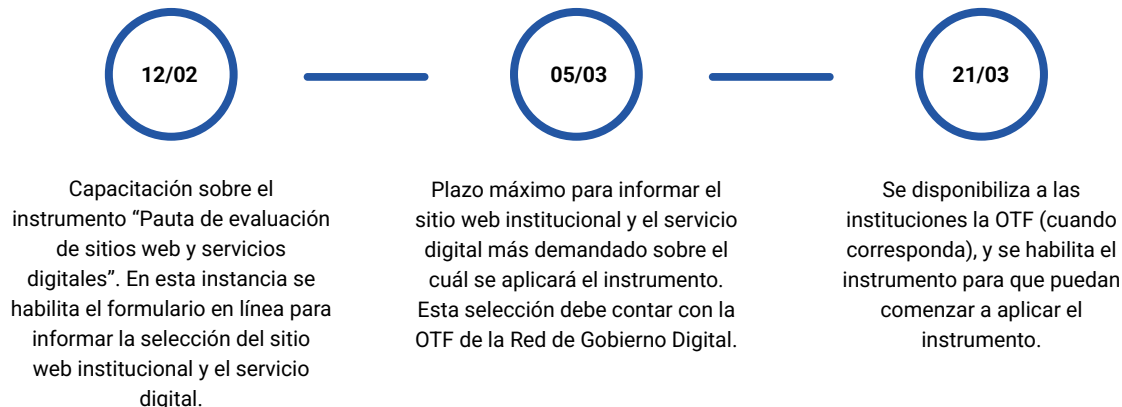 12/02
05/03
21/03
Capacitación sobre el
instrumento “Pauta de evaluación
de sitios web y servicios
digitales”. En esta instancia se
habilita el formulario en línea para
informar la selección del sitio
web institucional y el servicio
digital.
Plazo máximo para informar el
sitio web institucional y el servicio
digital más demandado sobre el
cuál se aplicará el instrumento.
Esta selección debe contar con la
OTF de la Red de Gobierno Digital.
Se disponibiliza a las
instituciones la OTF (cuando
corresponda), y se habilita el
instrumento para que puedan
comenzar a aplicar el
instrumento.